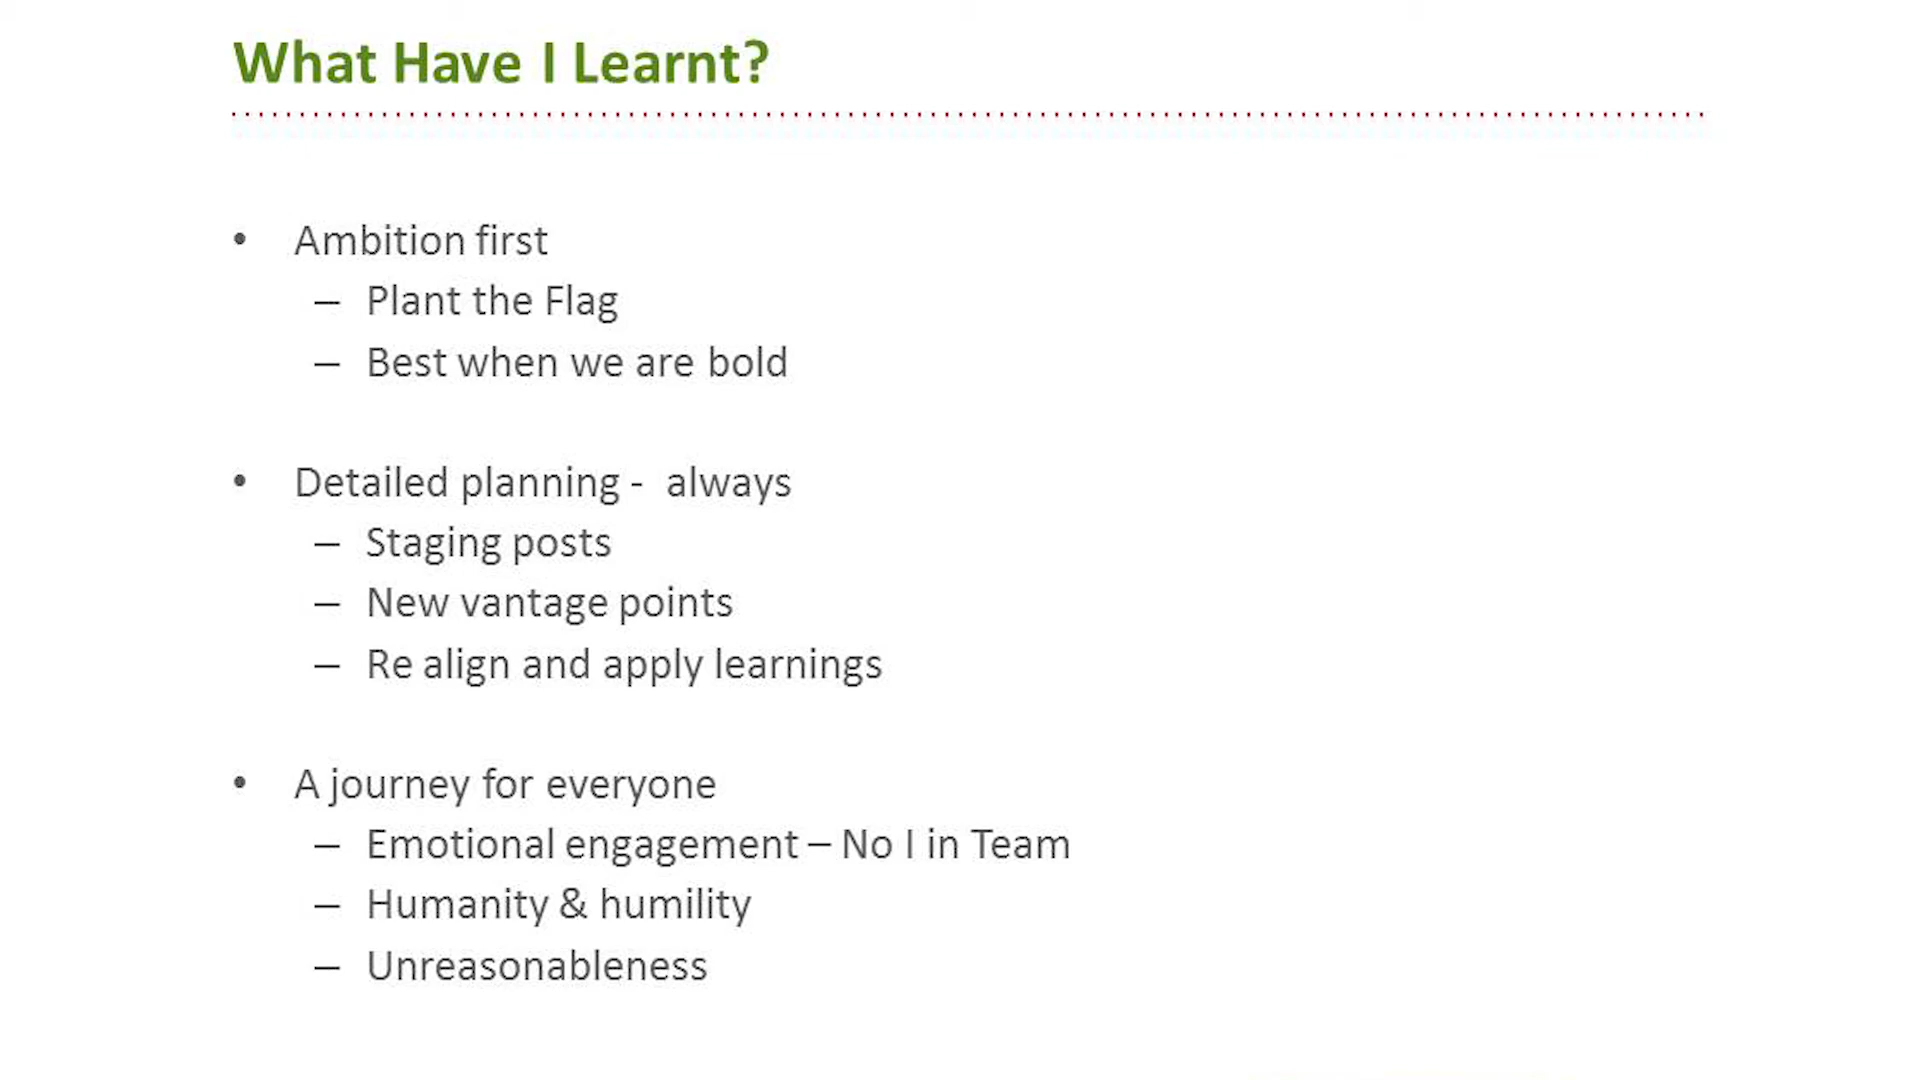 What Have I Learnt?
• Ambition first
– Plant the Flag
– Best when we are bold
• Detailed planning -  always
– Staging posts
– New vantage points
– Re align and apply learnings
• A journey for everyone
– Emotional engagement – No I in Team
– Humanity & humility
– Unreasonableness